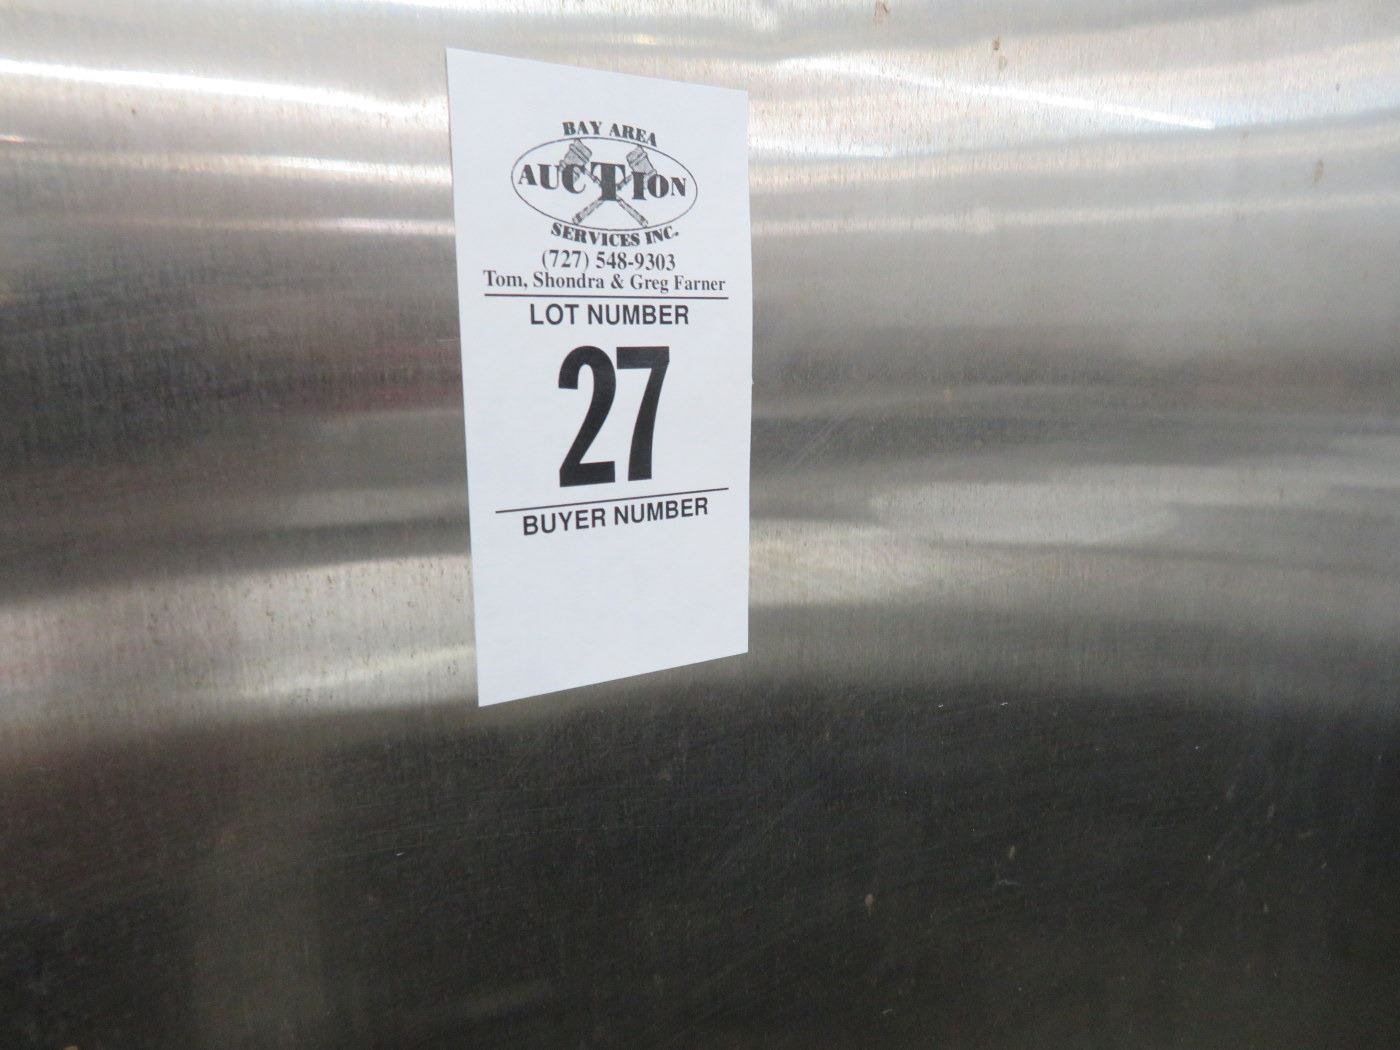 BAY AREA
AUCTION
SERVICES INC.
(727) 548-9303
Tom, Shondra & Greg Farner
LOT NUMBER
27
BUYER NUMBER